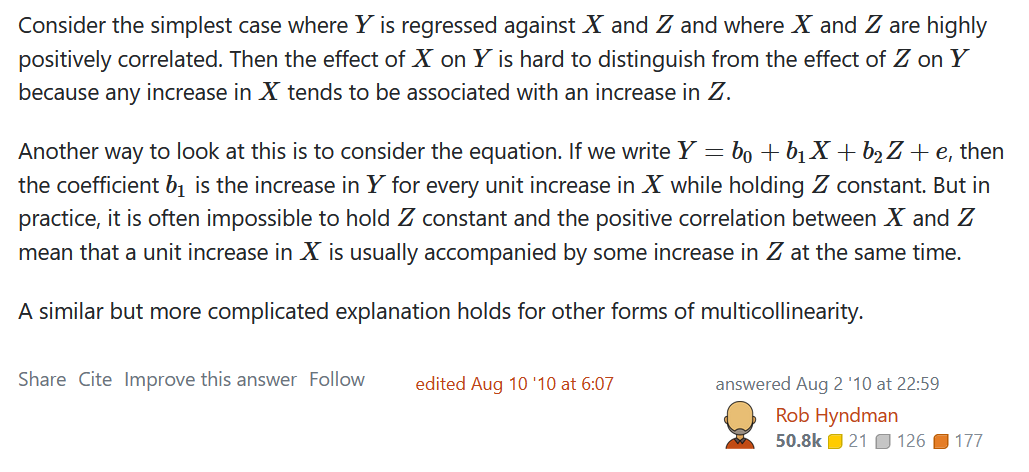 Consider the simplest case where Y is regressed against X and Z and where X and Z are highly
positively correlated. Then the effect of X on Y is hard to distinguish from the effect of Z on Y
because any increase in X tends to be associated with an increase in Z.
Another way to look at this is to consider the equation. If we write Y = b₀ + b₁X + b₂Z + e, then
the coefficient b₁ is the increase in Y for every unit increase in X while holding Z constant. But in
practice, it is often impossible to hold Z constant and the positive correlation between X and Z
mean that a unit increase in X is usually accompanied by some increase in Z at the same time.
A similar but more complicated explanation holds for other forms of multicollinearity.
Share Cite Improve this answer Follow edited Aug 10 '10 at 6:07 answered Aug 2 '10 at 22:59
Rob Hyndman
50.8k 21 126 177